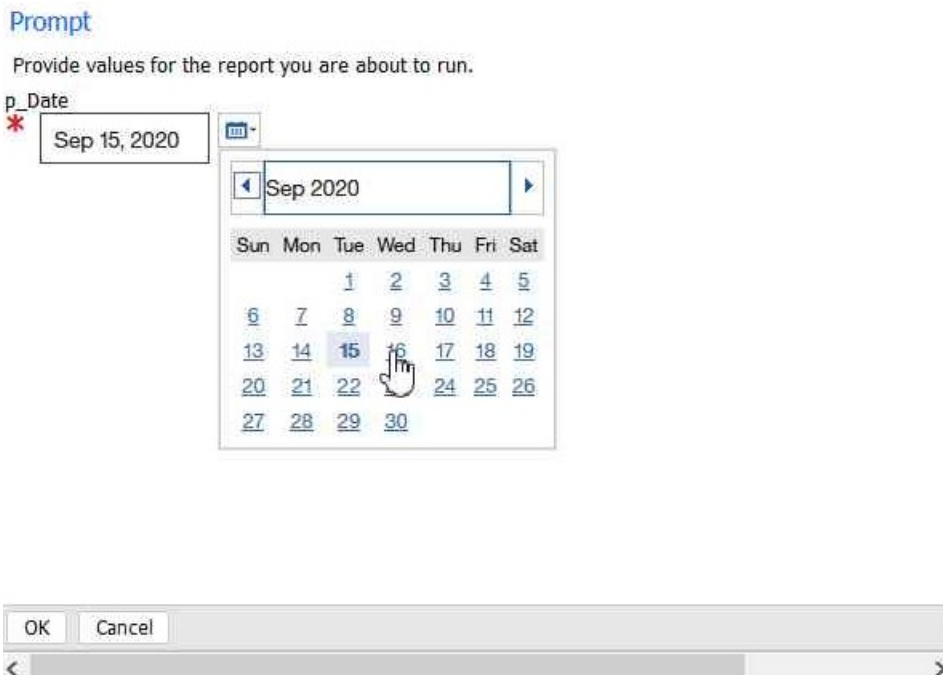 Prompt
Provide values for the report you are about to run.
p_Date
* Sep 15, 2020
Sep 2020
Sun Mon Tue Wed Thu Fri Sat
1 2 3 4 5
6 7 8 9 10 11 12
13 14 15 16 17 18 19
20 21 22 24 25 26
27 28 29 30
OK Cancel